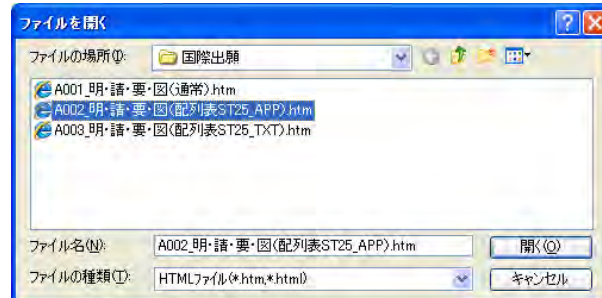 ファイルを開く
ファイルの場所(I): 国際出願
A001_明・請・要・図(通常).htm
A002_明・請・要・図(配列表ST25_APP).htm
A003_明・請・要・図(配列表ST25_TXT).htm
ファイル名(N): A002_明・請・要・図(配列表ST25_APP).htm 開く(O)
ファイルの種類(T): HTMLファイル(*.htm,*.html) キャンセル